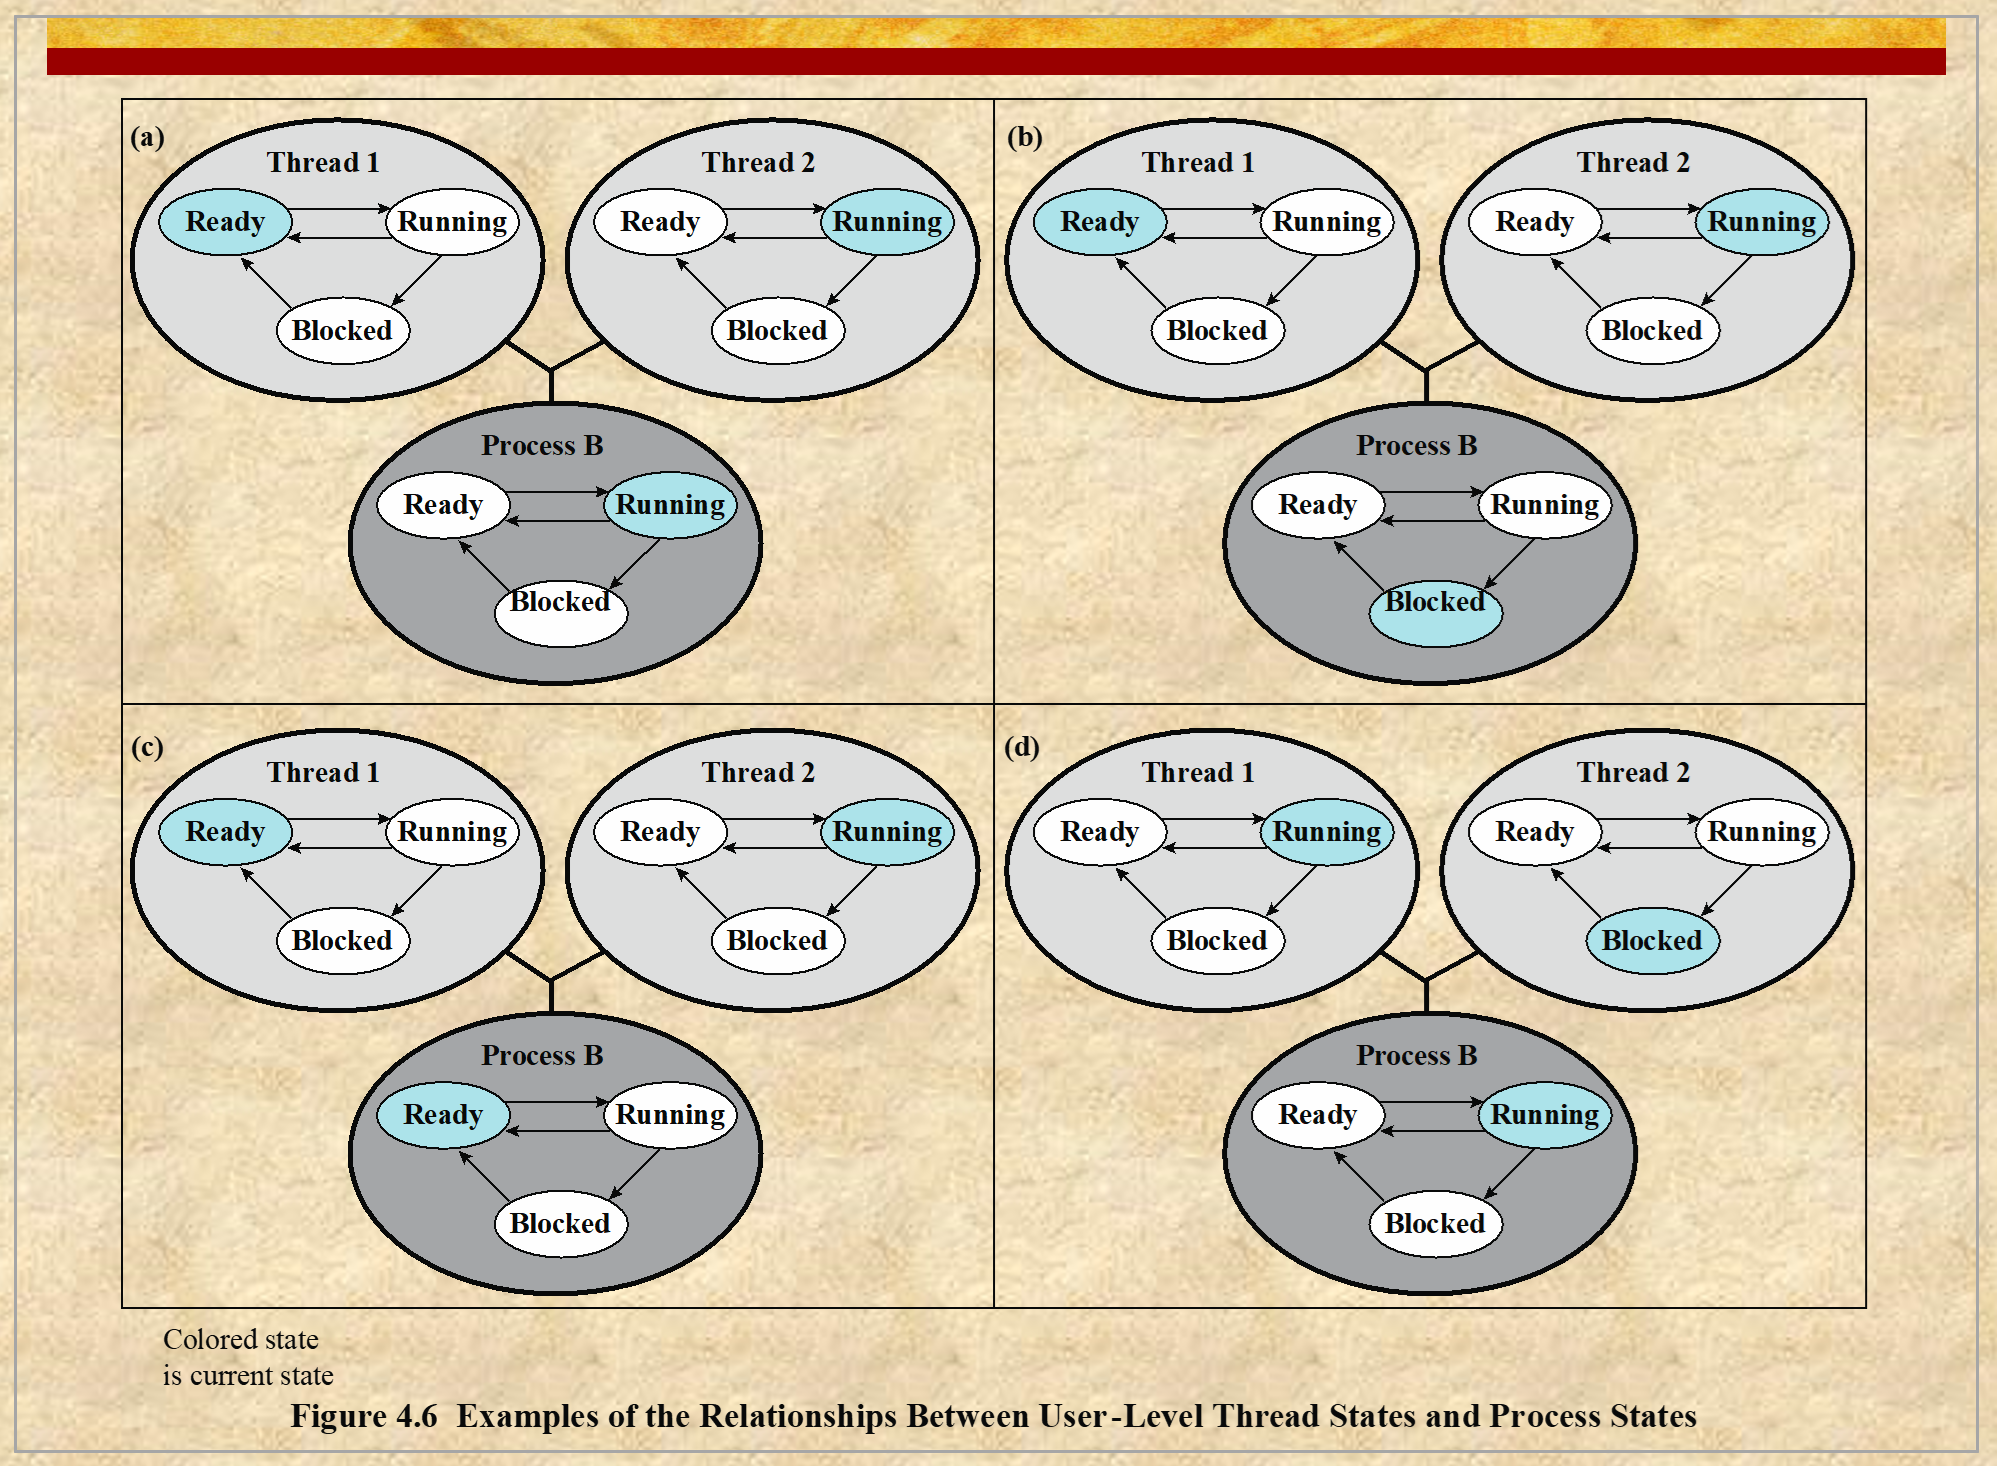 (a)
Thread 1
Ready
Running
Blocked
Thread 2
Ready
Running
Blocked
Process B
Ready
Running
Blocked
(b)
Thread 1
Ready
Running
Blocked
Thread 2
Ready
Running
Blocked
Process B
Ready
Running
Blocked
(c)
Thread 1
Ready
Running
Blocked
Thread 2
Ready
Running
Blocked
Process B
Ready
Running
Blocked
(d)
Thread 1
Ready
Running
Blocked
Thread 2
Ready
Running
Blocked
Process B
Ready
Running
Blocked
Colored state
is current state
Figure 4.6 Examples of the Relationships Between User-Level Thread States and Process States